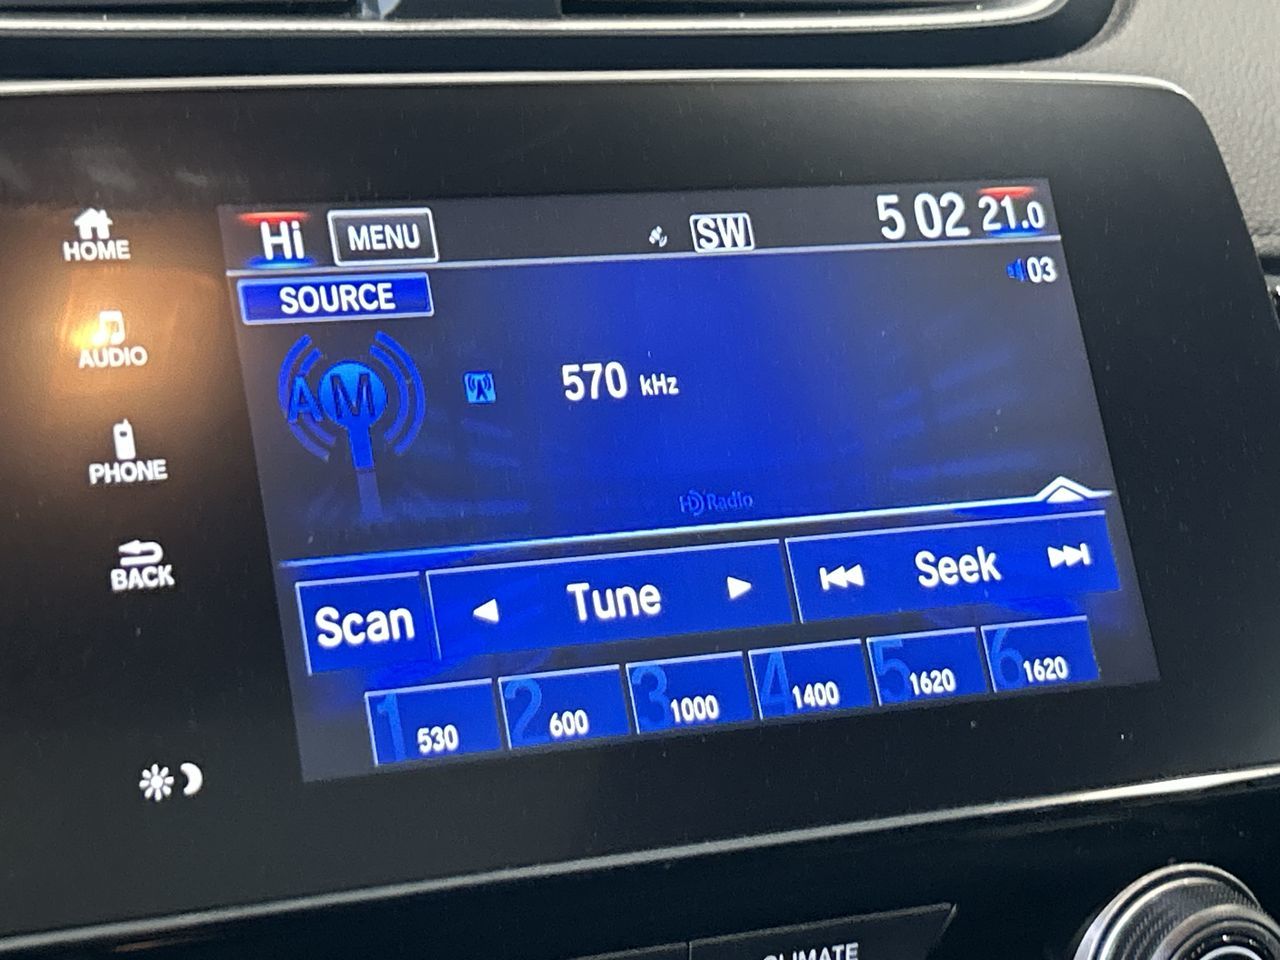 HOME
AUDIO
PHONE
BACK
Hi MENU SW 5 02 21.0
SOURCE 03
AM 570 kHz
HD Radio
Scan Tune Seek
1 530 2 600 3 1000 4 1400 5 1620 6 1620
CLIMATE